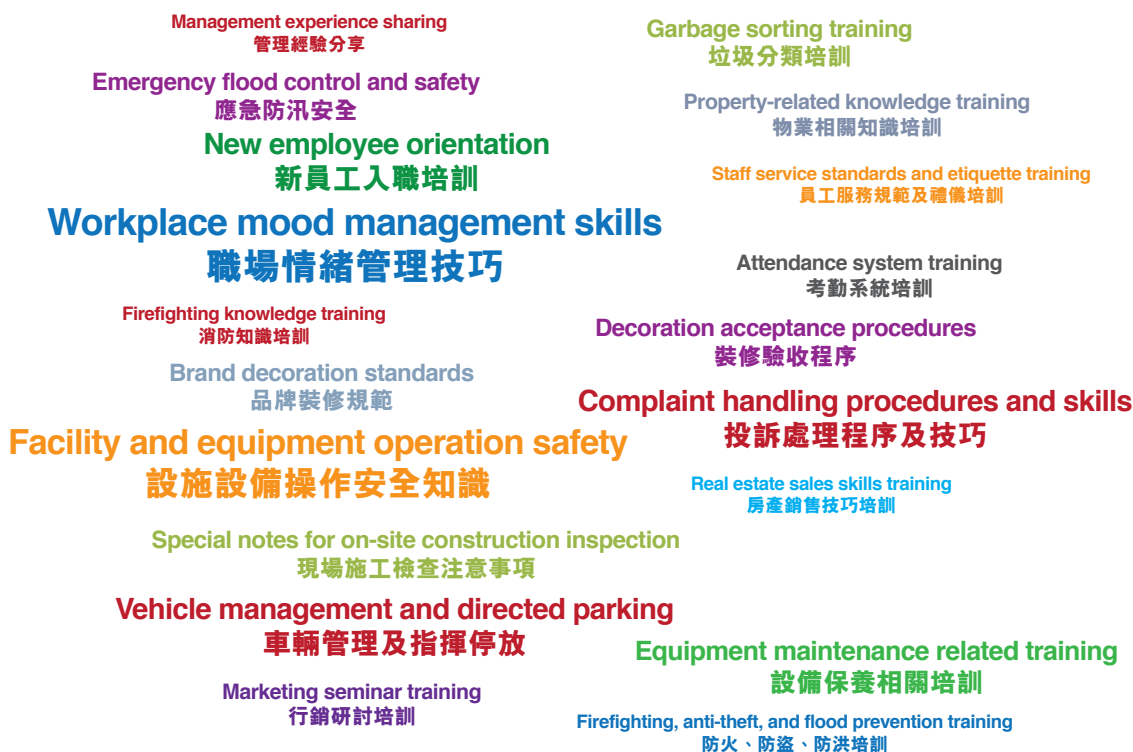 Management experience sharing
管理經驗分享
Garbage sorting training
垃圾分類培訓
Emergency flood control and safety
應急防汛安全
Property-related knowledge training
物業相關知識培訓
New employee orientation
新員工入職培訓
Staff service standards and etiquette training
員工服務規範及禮儀培訓
Workplace mood management skills
職場情緒管理技巧
Attendance system training
考勤系統培訓
Firefighting knowledge training
消防知識培訓
Decoration acceptance procedures
裝修驗收程序
Brand decoration standards
品牌裝修規範
Complaint handling procedures and skills
投訴處理程序及技巧
Facility and equipment operation safety
設施設備操作安全知識
Real estate sales skills training
房產銷售技巧培訓
Special notes for on-site construction inspection
現場施工檢查注意事項
Vehicle management and directed parking
車輛管理及指揮停放
Equipment maintenance related training
設備保養相關培訓
Marketing seminar training
行銷研討培訓
Firefighting, anti-theft, and flood prevention training
防火、防盜、防洪培訓